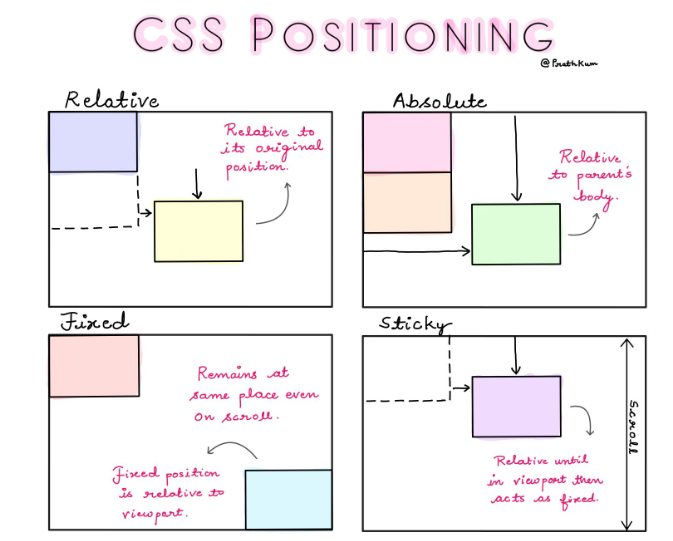 CSS POSITIONING
@PrathKum
Relative
Relative to
its original
position.
Absolute
Relative
to parent's
body.
Fixed
Remains at
same place even
on scroll.
Fixed position
is relative to
viewport.
Sticky
Scroll
Relative until
in viewport then
acts as fixed.